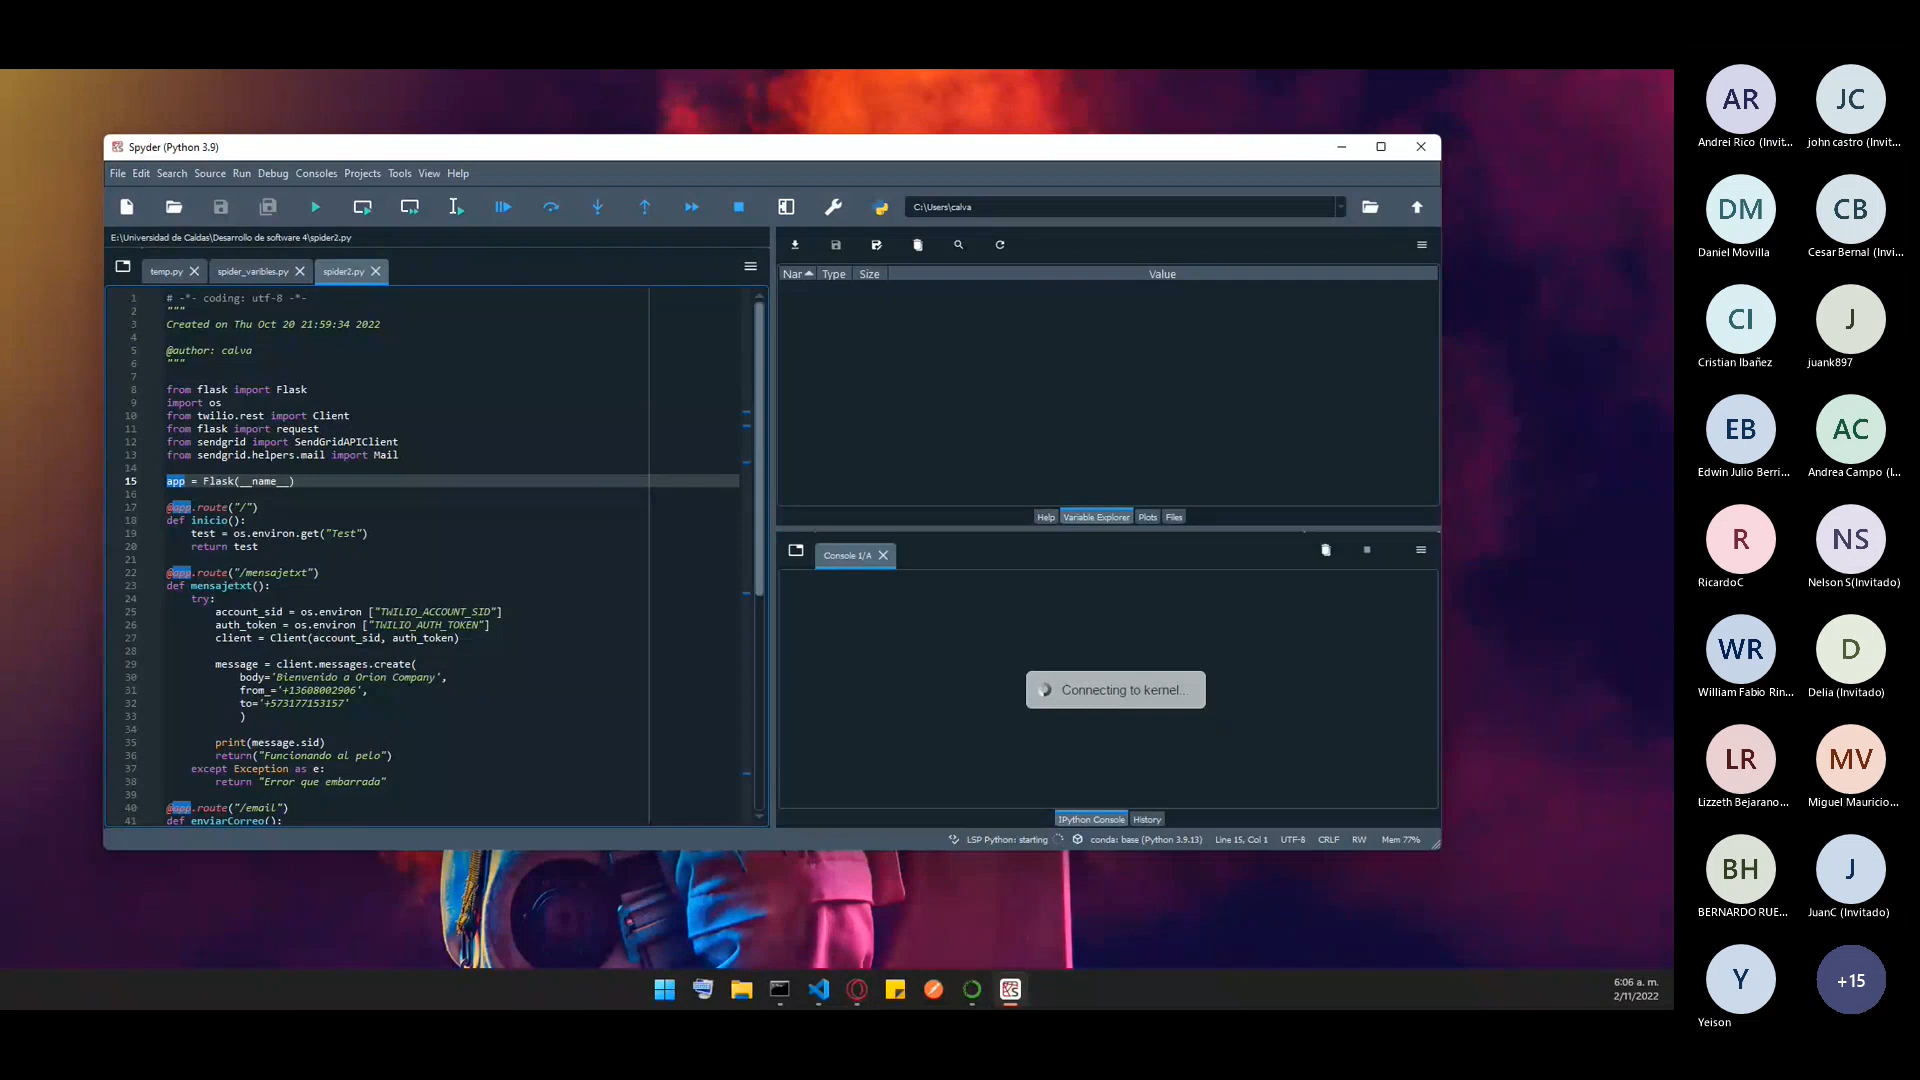 Spyder (Python 3.9)
File Edit Search Source Run Debug Consoles Projects Tools View Help
C:\Users\calva
E:\Universidad de Caldas\Desarrollo de software 4\spider2.py
temp.py
spider_varibles.py
spider2.py
1 # -*- coding: utf-8 -*-
2 """
3 Created on Thu Oct 20 21:59:34 2022
4
5 @author: calva
6 """
7
8 from flask import Flask
9 import os
10 from twilio.rest import Client
11 from flask import request
12 from sendgrid import SendGridAPIClient
13 from sendgrid.helpers.mail import Mail
14
15 app = Flask(__name__)
16
17 @app.route("/")
18 def inicio():
19 test = os.environ.get("Test")
20 return test
21
22 @app.route("/mensajetxt")
23 def mensajetxt():
24 try:
25 account_sid = os.environ ["TWILIO_ACCOUNT_SID"]
26 auth_token = os.environ ["TWILIO_AUTH_TOKEN"]
27 client = Client(account_sid, auth_token)
28
29 message = client.messages.create(
30 body='Bienvenido a Orion Company',
31 from_='+13608002906',
32 to='+573177153157'
33 )
34
35 print(message.sid)
36 return("Funcionando al pelo")
37 except Exception as e:
38 return "Error que embarrada"
39
40 @app.route("/email")
41 def enviarCorreo():
Nar Type Size Value
Help Variable Explorer Plots Files
Console 1/A
Connecting to kernel...
IPython Console History
LSP Python: starting conda: base (Python 3.9.13) Line 15, Col 1 UTF-8 CRLF RW Mem 77%
6:06 a. m.
2/11/2022
AR
Andrei Rico (Invit...
JC
john castro (Invit...
DM
Daniel Movilla
CB
Cesar Bernal (Invi...
CI
Cristian Ibañez
J
juank897
EB
Edwin Julio Berri...
AC
Andrea Campo (I...
R
RicardoC
NS
Nelson S(Invitado)
WR
William Fabio Rin...
D
Delia (Invitado)
LR
Lizzeth Bejarano...
MV
Miguel Mauricio...
BH
BERNARDO RUE...
J
JuanC (Invitado)
Y
Yeison
+15